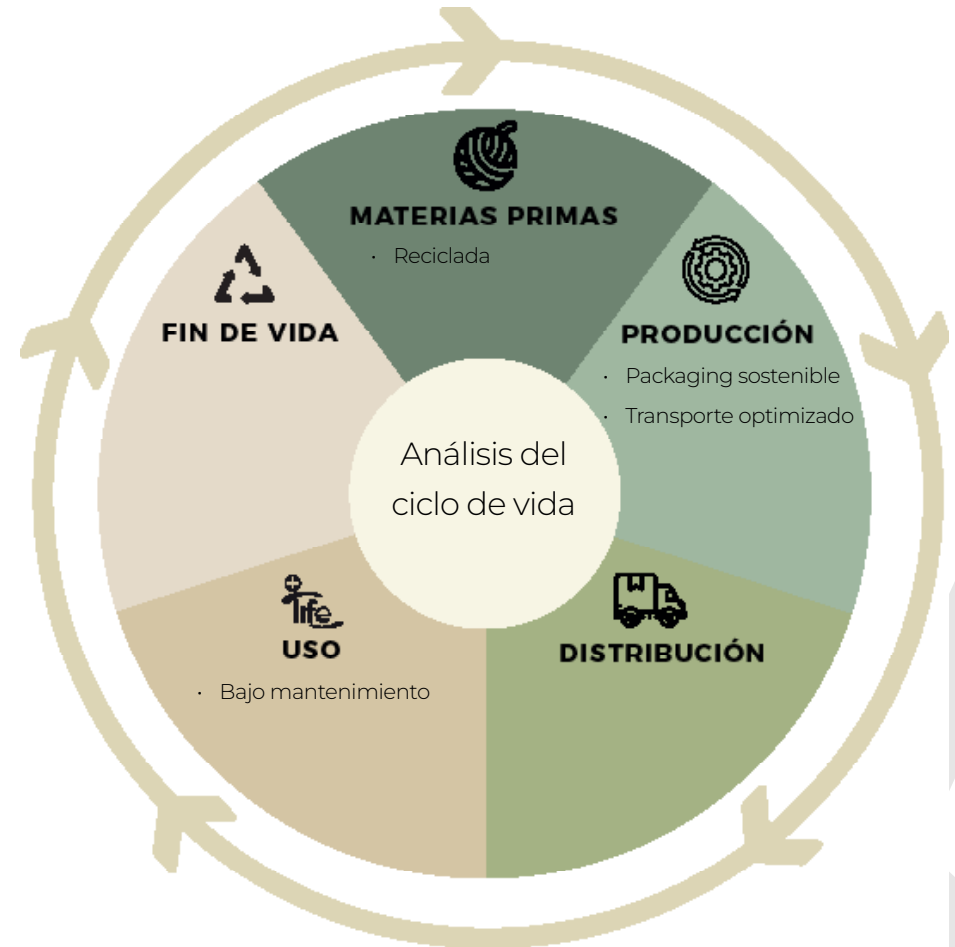 MATERIAS PRIMAS
• Reciclada
PRODUCCIÓN
• Packaging sostenible
• Transporte optimizado
DISTRIBUCIÓN
USO
• Bajo mantenimiento
FIN DE VIDA
Análisis del
ciclo de vida